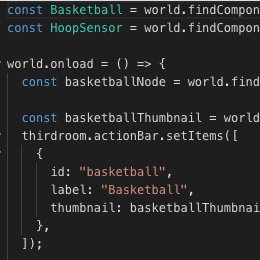 const Basketball = world.findCompon
const HoopSensor = world.findCompon
world.onload = () => {
const basketballNode = world.find
const basketballThumbnail = world
thirdroom.actionBar.setItems([
{
id: "basketball",
label: "Basketball",
thumbnail: basketballThumbnai
},
]);